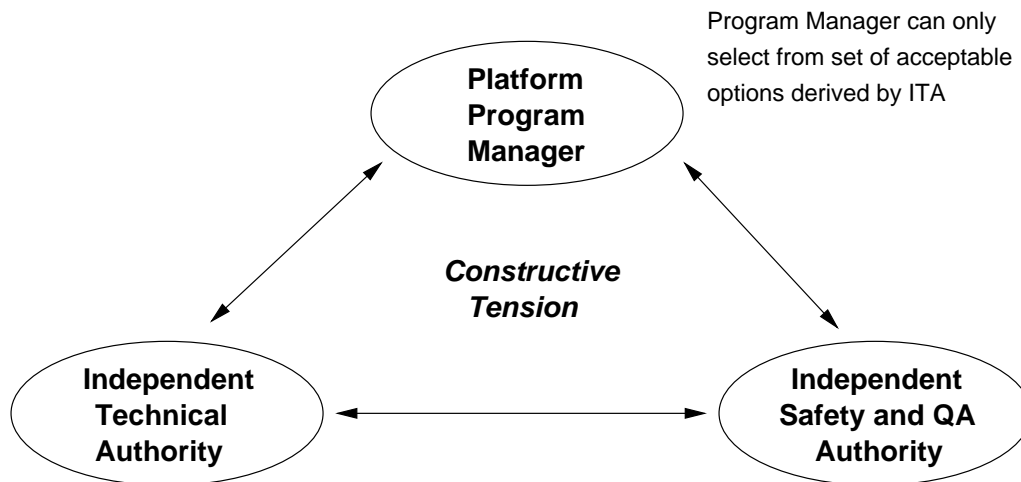 Program Manager can only
select from set of acceptable
options derived by ITA
Platform
Program
Manager
Constructive
Tension
Independent
Technical
Authority
Independent
Safety and QA
Authority